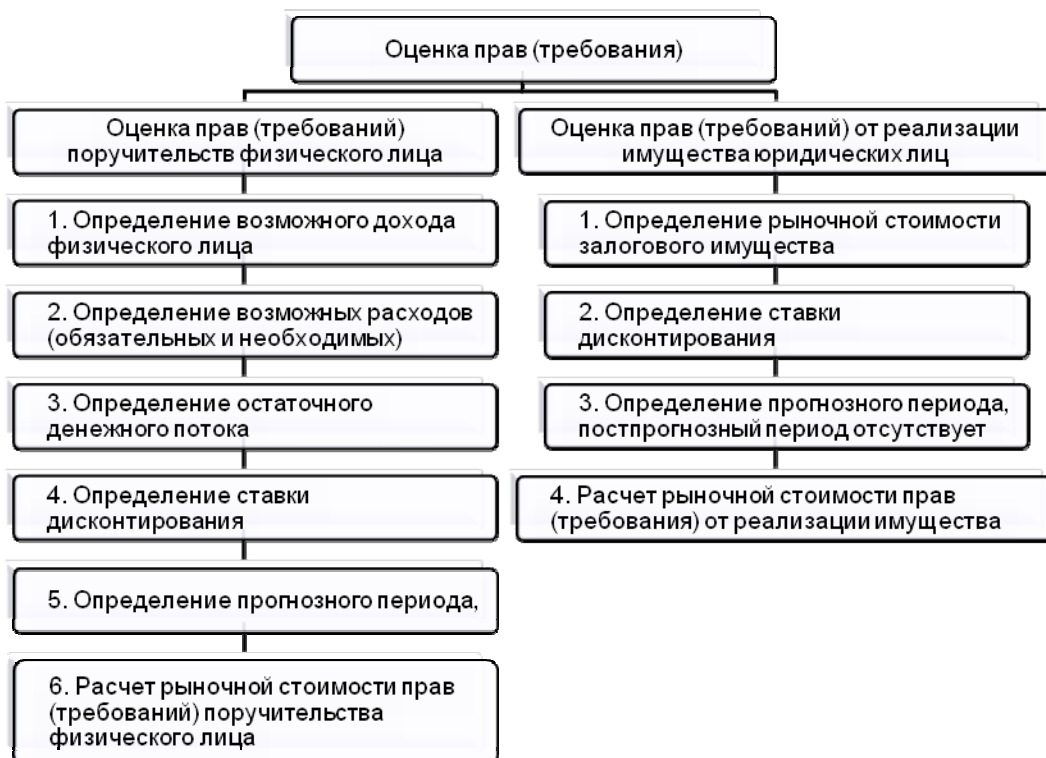 Оценка прав (требования)
Оценка прав (требований)
поручительств физического лица
1. Определение возможного дохода
физического лица
2. Определение возможных расходов
(обязательных и необходимых)
3. Определение остаточного
денежного потока
4. Определение ставки
дисконтирования
5. Определение прогнозного периода,
6. Расчет рыночной стоимости прав
(требований) поручительства
физического лица
Оценка прав (требований) от реализации
имущества юридических лиц
1. Определение рыночной стоимости
залогового имущества
2. Определение ставки
дисконтирования
3. Определение прогнозного периода,
постпрогнозный период отсутствует
4. Расчет рыночной стоимости прав
(требования) от реализации имущества